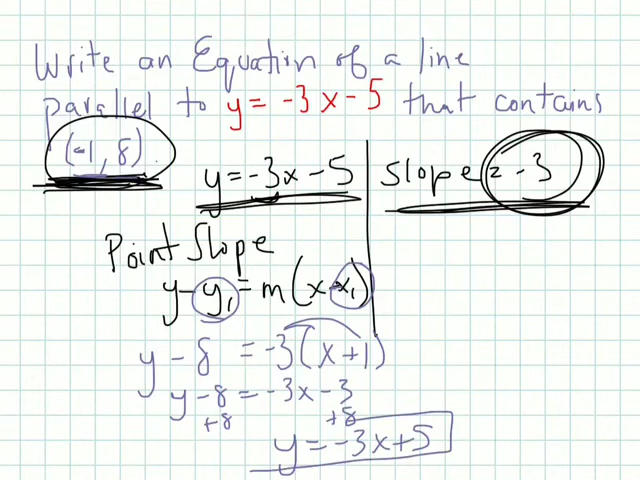 Write an Equation of a line
parallel to y = -3x - 5 that contains
(-1, 8).
y = -3x - 5
Slope = -3
Point Slope
y - y₁ = m(x - x₁)
y - 8 = -3(x + 1)
y - 8 = -3x - 3
+8 +8
y = -3x + 5